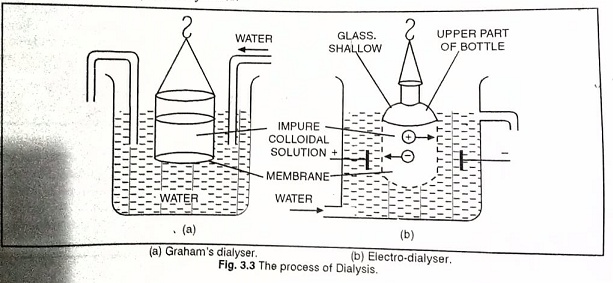 WATER
GLASS.
SHALLOW
UPPER PART
OF BOTTLE
IMPURE
COLLOIDAL
SOLUTION +
+
−
−
MEMBRANE
WATER
WATER
(a)
(b)
(a) Graham's dialyser.
(b) Electro-dialyser.
Fig. 3.3 The process of Dialysis.